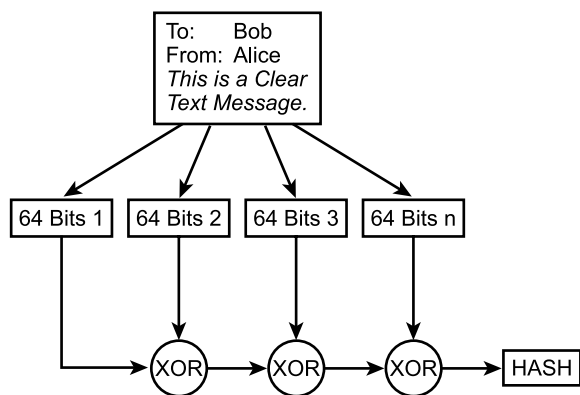 To: Bob
From: Alice
This is a Clear
Text Message.
64 Bits 1
64 Bits 2
64 Bits 3
64 Bits n
XOR
XOR
XOR
HASH